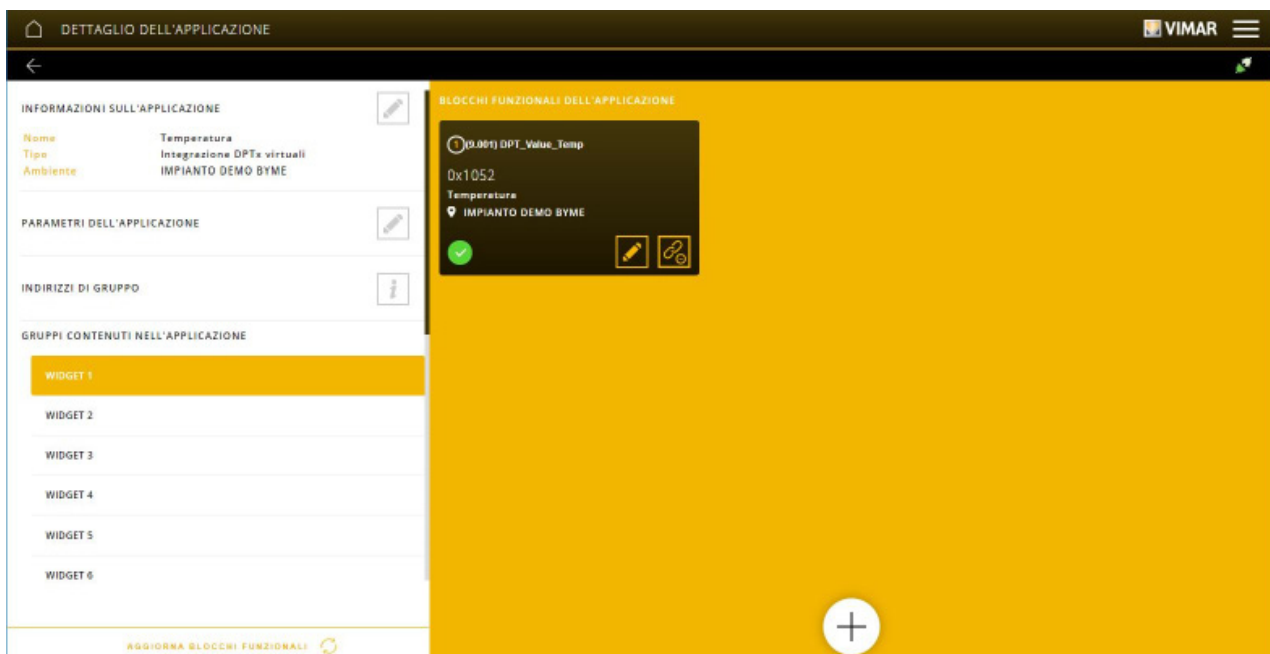 DETTAGLIO DELL'APPLICAZIONE
VIMAR
INFORMAZIONI SULL'APPLICAZIONE
Nome Temperatura
Tipo Integrazione DPTx virtuali
Ambiente IMPIANTO DEMO BYME
PARAMETRI DELL'APPLICAZIONE
INDIRIZZI DI GRUPPO
i
GRUPPI CONTENUTI NELL'APPLICAZIONE
WIDGET 1
WIDGET 2
WIDGET 3
WIDGET 4
WIDGET 5
WIDGET 6
AGGIORNA BLOCCHI FUNZIONALI
BLOCCHI FUNZIONALI DELL'APPLICAZIONE
1 (9.001) DPT_Value_Temp
0x1052
Temperatura
IMPIANTO DEMO BYME